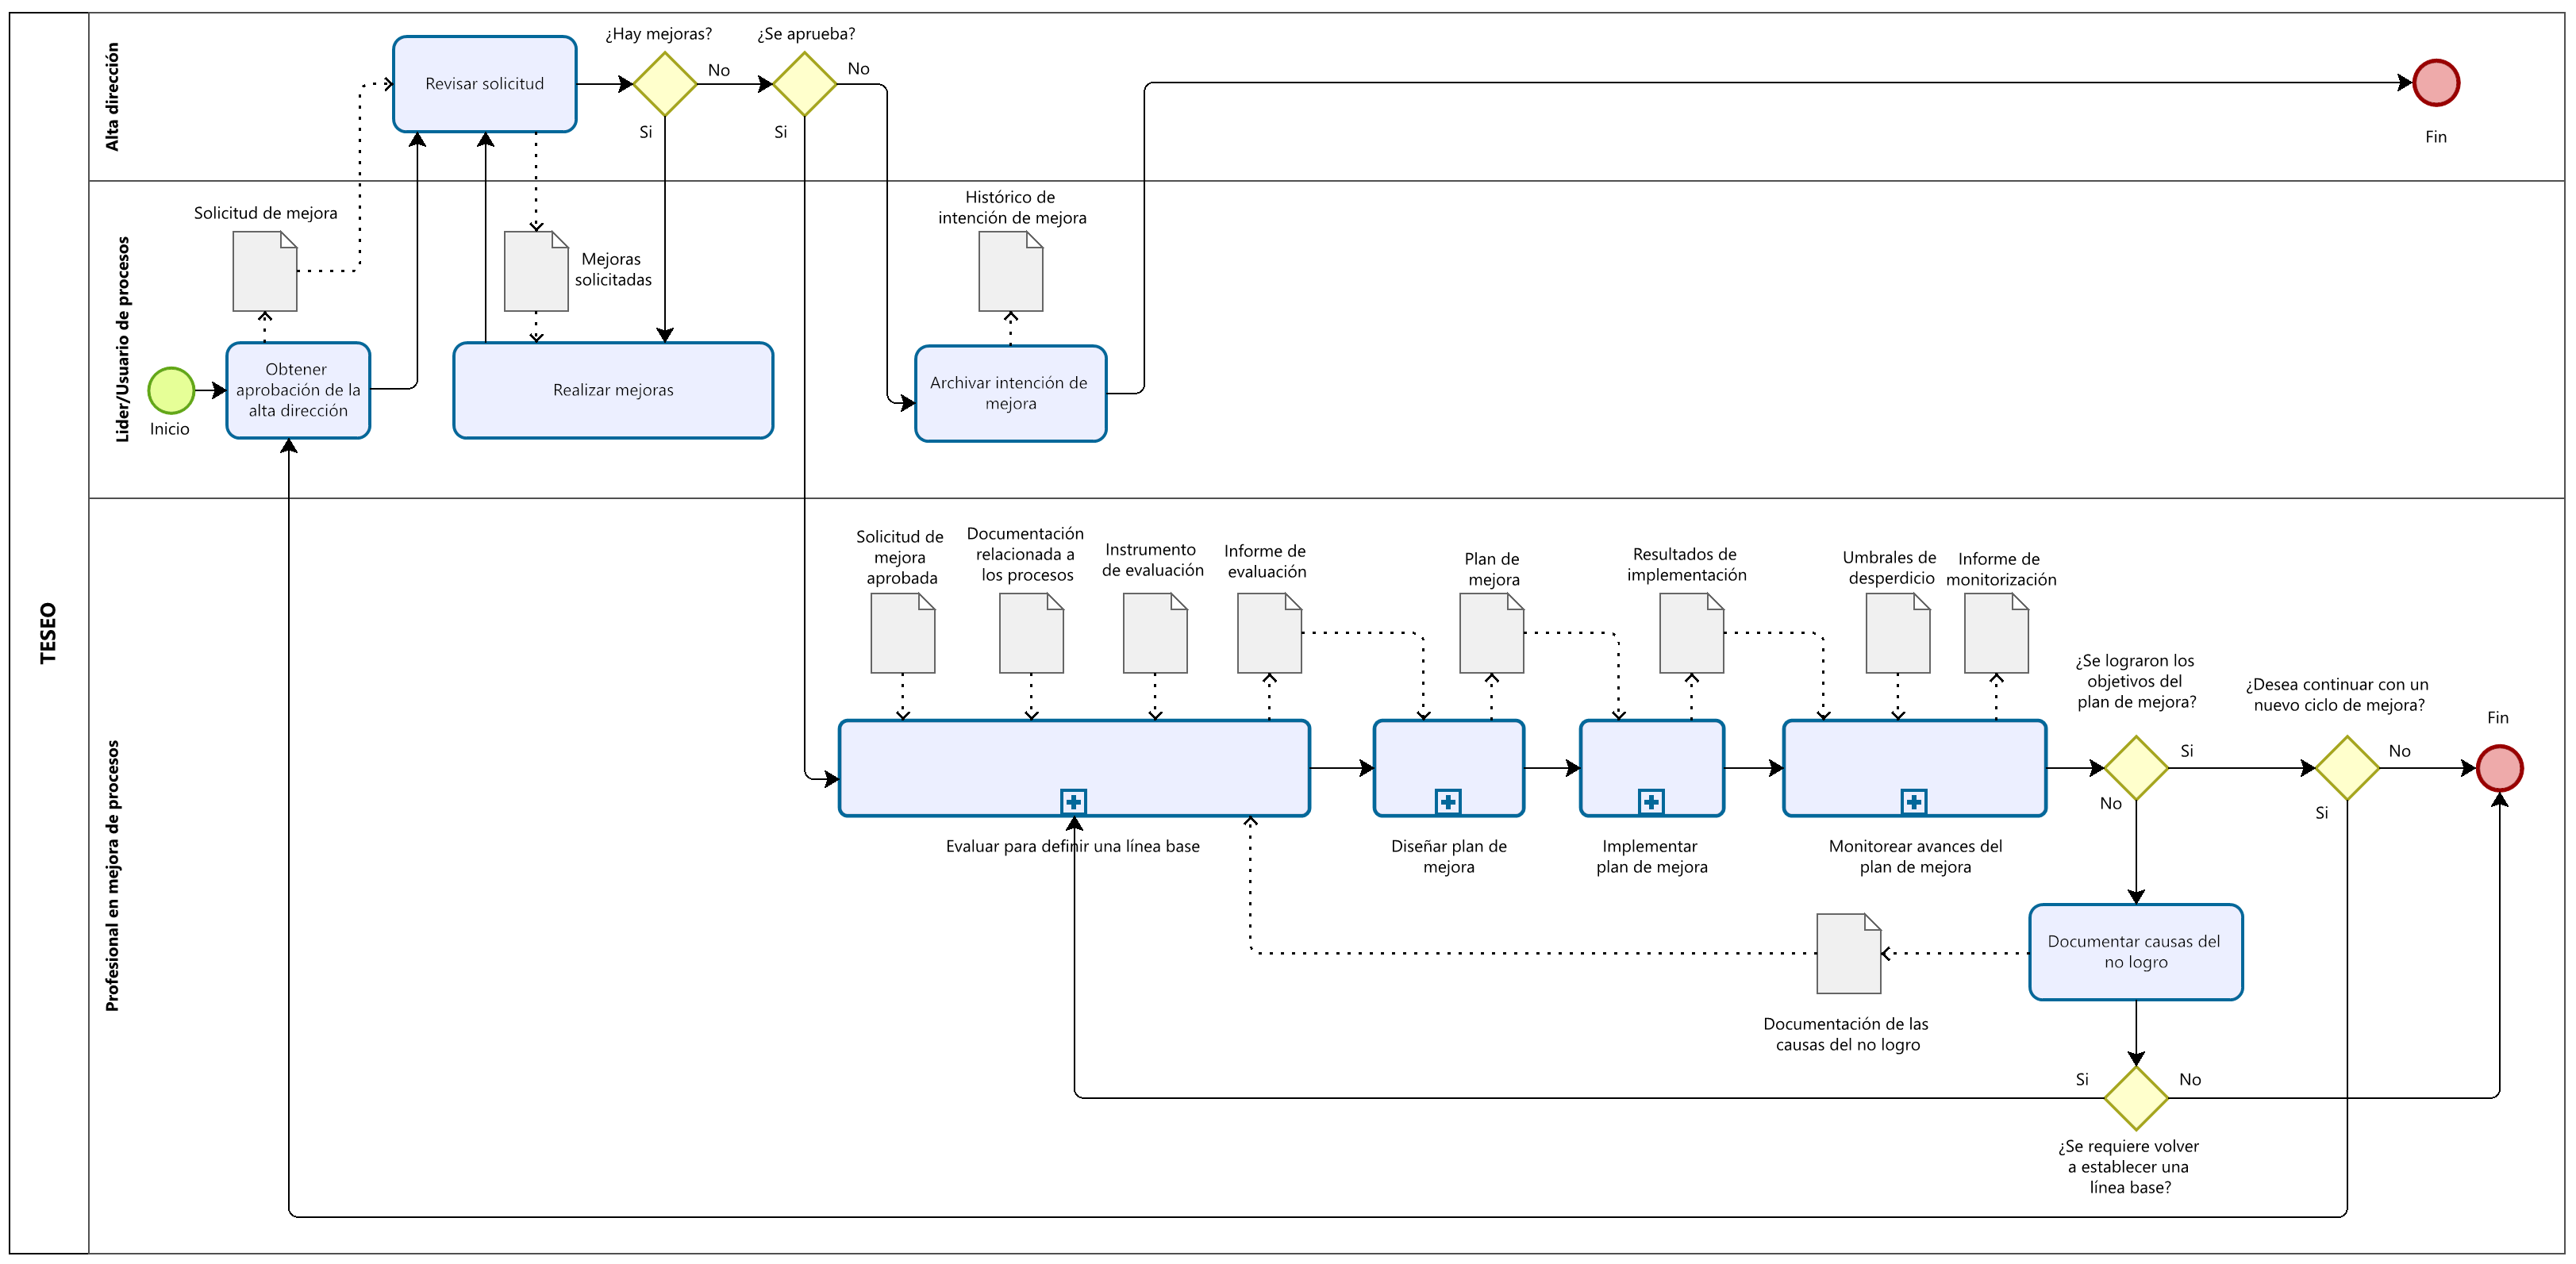 TESEO
Alta dirección
¿Hay mejoras?
¿Se aprueba?
Revisar solicitud
No
No
Si
Si
Fin
Lider/Usuario de procesos
Solicitud de mejora
Mejoras
solicitadas
Histórico de
intención de mejora
Inicio
Obtener
aprobación de la
alta dirección
Realizar mejoras
Archivar intención de
mejora
Profesional en mejora de procesos
Solicitud de
mejora
aprobada
Documentación
relacionada a
los procesos
Instrumento
de evaluación
Informe de
evaluación
Plan de
mejora
Resultados de
implementación
Umbrales de
desperdicio
Informe de
monitorización
¿Se lograron los
objetivos del
plan de mejora?
¿Desea continuar con un
nuevo ciclo de mejora?
Fin
Si
No
No
Si
Evaluar para definir una línea base
Diseñar plan de
mejora
Implementar
plan de mejora
Monitorear avances del
plan de mejora
Documentar causas del
no logro
Documentación de las
causas del no logro
Si
No
¿Se requiere volver
a establecer una
línea base?